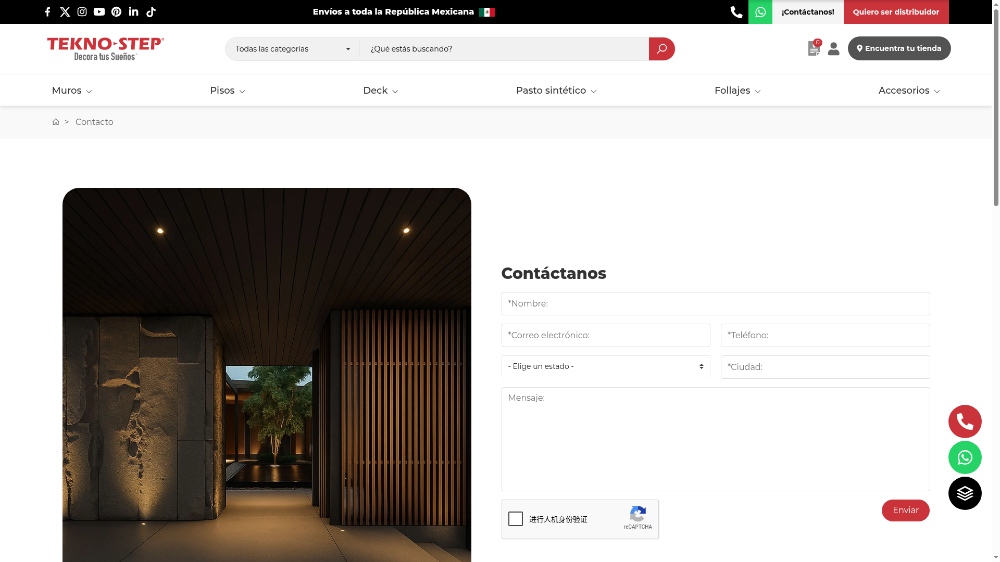 Envíos a toda la República Mexicana
¡Contáctanos!
Quiero ser distribuidor
TEKNO-STEP®
Decora tus Sueños
Todas las categorías
¿Qué estás buscando?
0
Encuentra tu tienda
Muros
Pisos
Deck
Pasto sintético
Follajes
Accesorios
> Contacto
Contáctanos
*Nombre:
*Correo electrónico:
*Teléfono:
- Elige un estado -
*Ciudad:
Mensaje:
进行人机身份验证
reCAPTCHA
Enviar